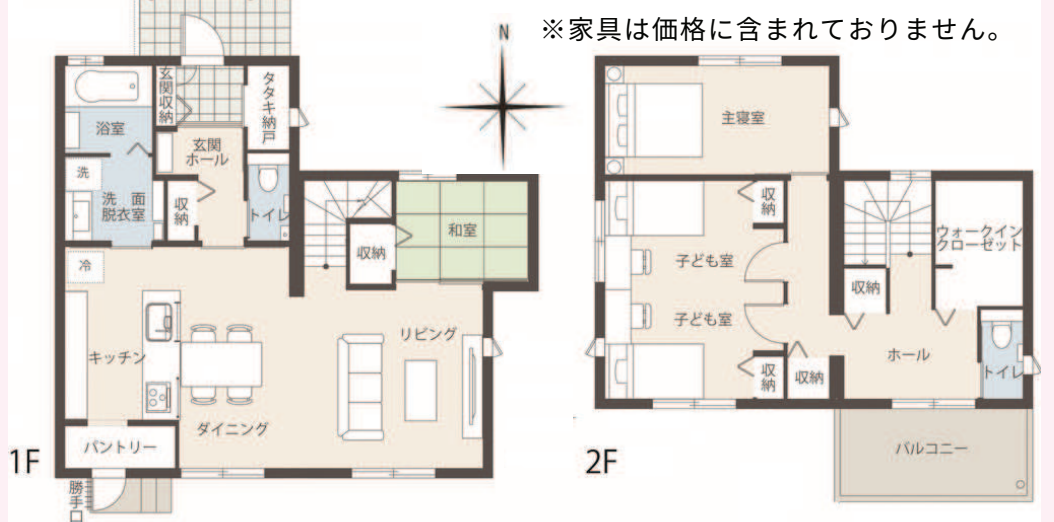 ※家具は価格に含まれておりません。
N
玄関収納
タタキ納戸
浴室
玄関
ホール
洗
洗面
脱衣室
収納
トイレ
収納
和室
冷
キッチン
リビング
ダイニング
パントリー
1F
勝手口
主寝室
収納
ウォークイン
クローゼット
子ども室
収納
子ども室
ホール
トイレ
収納
収納
バルコニー
2F